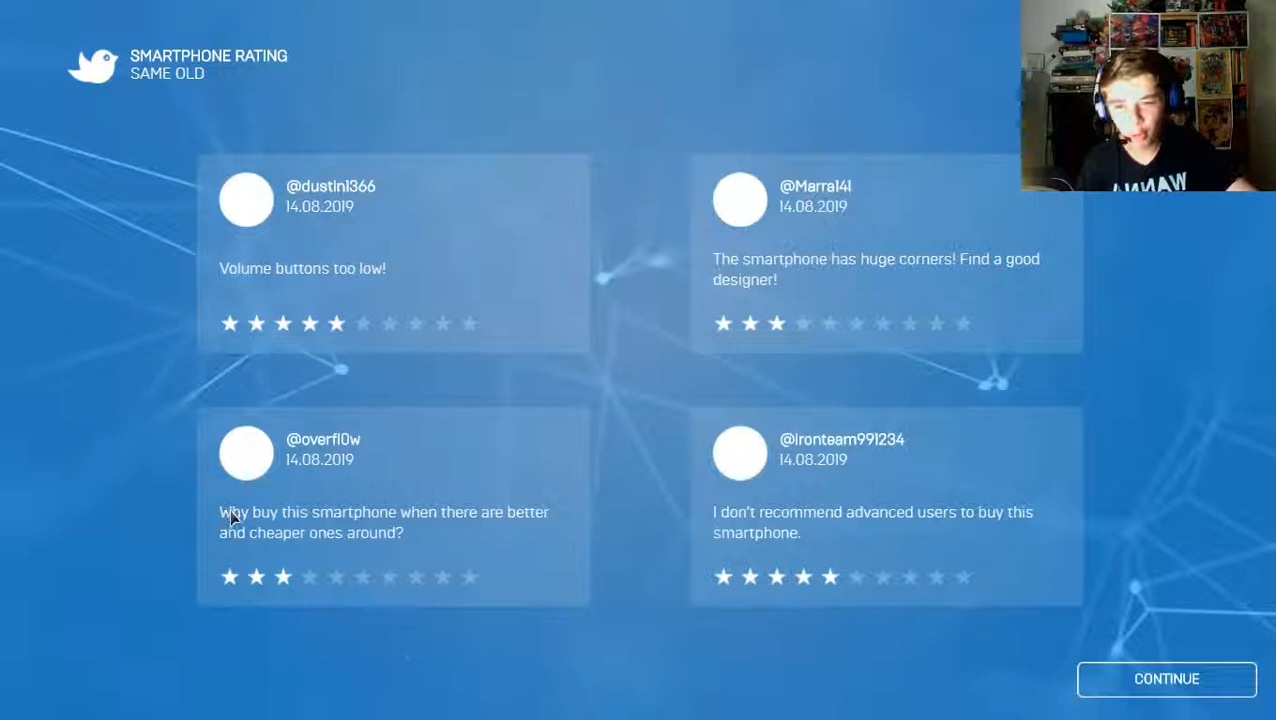 SMARTPHONE RATING
SAME OLD
@dustin1366
14.08.2019
Volume buttons too low!
@Marra141
14.08.2019
The smartphone has huge corners! Find a good
designer!
@overfl0w
14.08.2019
Why buy this smartphone when there are better
and cheaper ones around?
@ironteam991234
14.08.2019
I don't recommend advanced users to buy this
smartphone.
CONTINUE